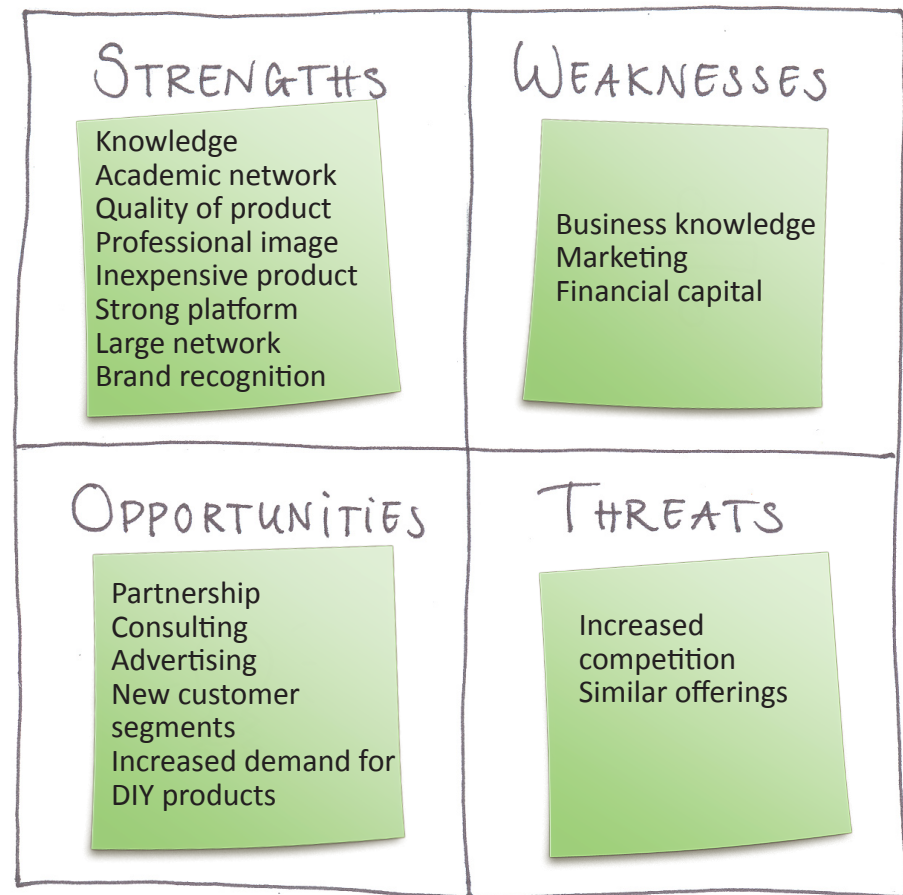 STRENGTHS
Knowledge
Academic network
Quality of product
Professional image
Inexpensive product
Strong platform
Large network
Brand recognition
WEAKNESSES
Business knowledge
Marketing
Financial capital
OPPORTUNITIES
Partnership
Consulting
Advertising
New customer
segments
Increased demand for
DIY products
THREATS
Increased
competition
Similar offerings